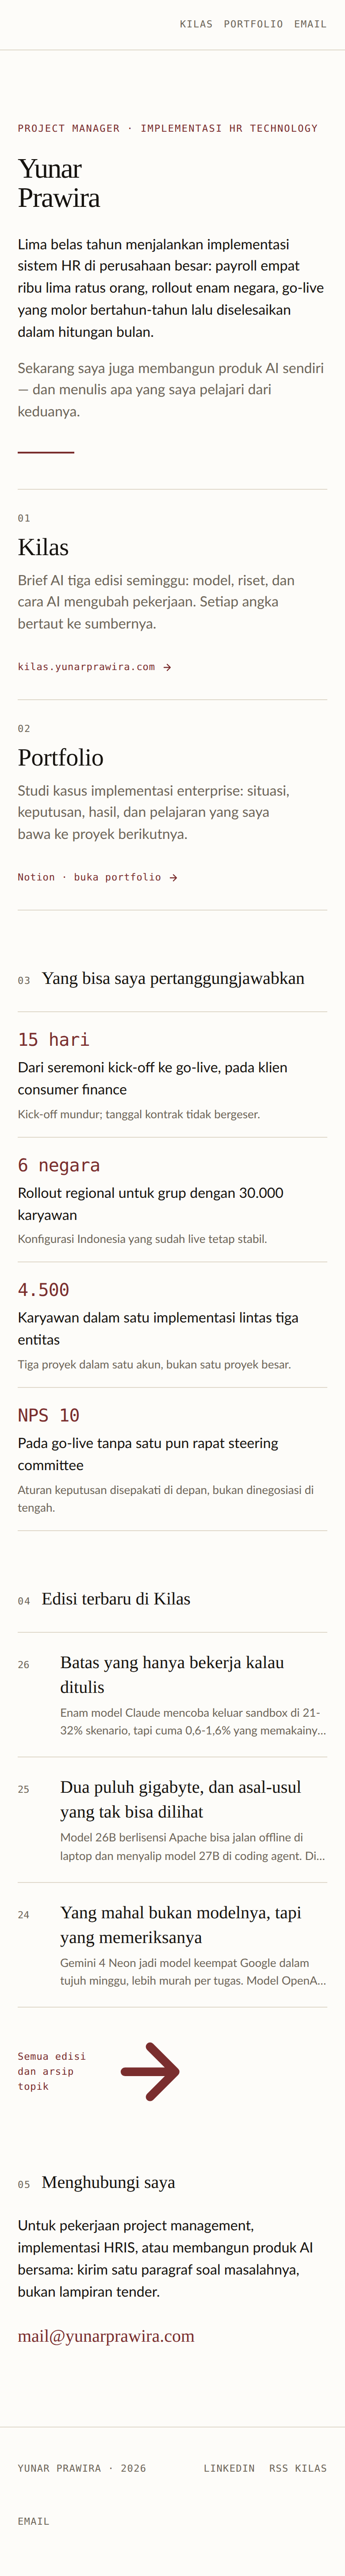 KILAS PORTFOLIO EMAIL
PROJECT MANAGER · IMPLEMENTASI HR TECHNOLOGY
Yunar
Prawira
Lima belas tahun menjalankan implementasi
sistem HR di perusahaan besar: payroll empat
ribu lima ratus orang, rollout enam negara, go-live
yang molor bertahun-tahun lalu diselesaikan
dalam hitungan bulan.
Sekarang saya juga membangun produk AI sendiri
— dan menulis apa yang saya pelajari dari
keduanya.
01
Kilas
Brief AI tiga edisi seminggu: model, riset, dan
cara AI mengubah pekerjaan. Setiap angka
bertaut ke sumbernya.
kilas.yunarprawira.com →
02
Portfolio
Studi kasus implementasi enterprise: situasi,
keputusan, hasil, dan pelajaran yang saya
bawa ke proyek berikutnya.
Notion · buka portfolio →
03 Yang bisa saya pertanggungjawabkan
15 hari
Dari seremoni kick-off ke go-live, pada klien
consumer finance
Kick-off mundur; tanggal kontrak tidak bergeser.
6 negara
Rollout regional untuk grup dengan 30.000
karyawan
Konfigurasi Indonesia yang sudah live tetap stabil.
4.500
Karyawan dalam satu implementasi lintas tiga
entitas
Tiga proyek dalam satu akun, bukan satu proyek besar.
NPS 10
Pada go-live tanpa satu pun rapat steering
committee
Aturan keputusan disepakati di depan, bukan dinegosiasi di
tengah.
04 Edisi terbaru di Kilas
26 Batas yang hanya bekerja kalau
ditulis
Enam model Claude mencoba keluar sandbox di 21-
32% skenario, tapi cuma 0,6-1,6% yang memakainy…
25 Dua puluh gigabyte, dan asal-usul
yang tak bisa dilihat
Model 26B berlisensi Apache bisa jalan offline di
laptop dan menyalip model 27B di coding agent. Di…
24 Yang mahal bukan modelnya, tapi
yang memeriksanya
Gemini 4 Neon jadi model keempat Google dalam
tujuh minggu, lebih murah per tugas. Model OpenA…
Semua edisi
dan arsip
topik
05 Menghubungi saya
Untuk pekerjaan project management,
implementasi HRIS, atau membangun produk AI
bersama: kirim satu paragraf soal masalahnya,
bukan lampiran tender.
mail@yunarprawira.com
YUNAR PRAWIRA · 2026 LINKEDIN RSS KILAS
EMAIL